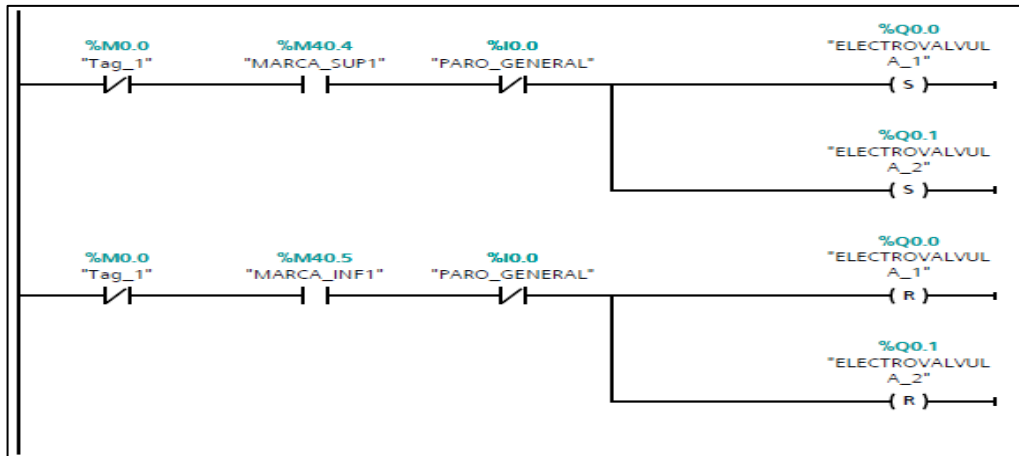 %Q0.0
%M0.0 %M40.4 %I0.0 "ELECTROVALVUL
"Tag_1" "MARCA_SUP1" "PARO_GENERAL" A_1"
S
%Q0.1
"ELECTROVALVUL
A_2"
S
%Q0.0
%M0.0 %M40.5 %I0.0 "ELECTROVALVUL
"Tag_1" "MARCA_INF1" "PARO_GENERAL" A_1"
R
%Q0.1
"ELECTROVALVUL
A_2"
R